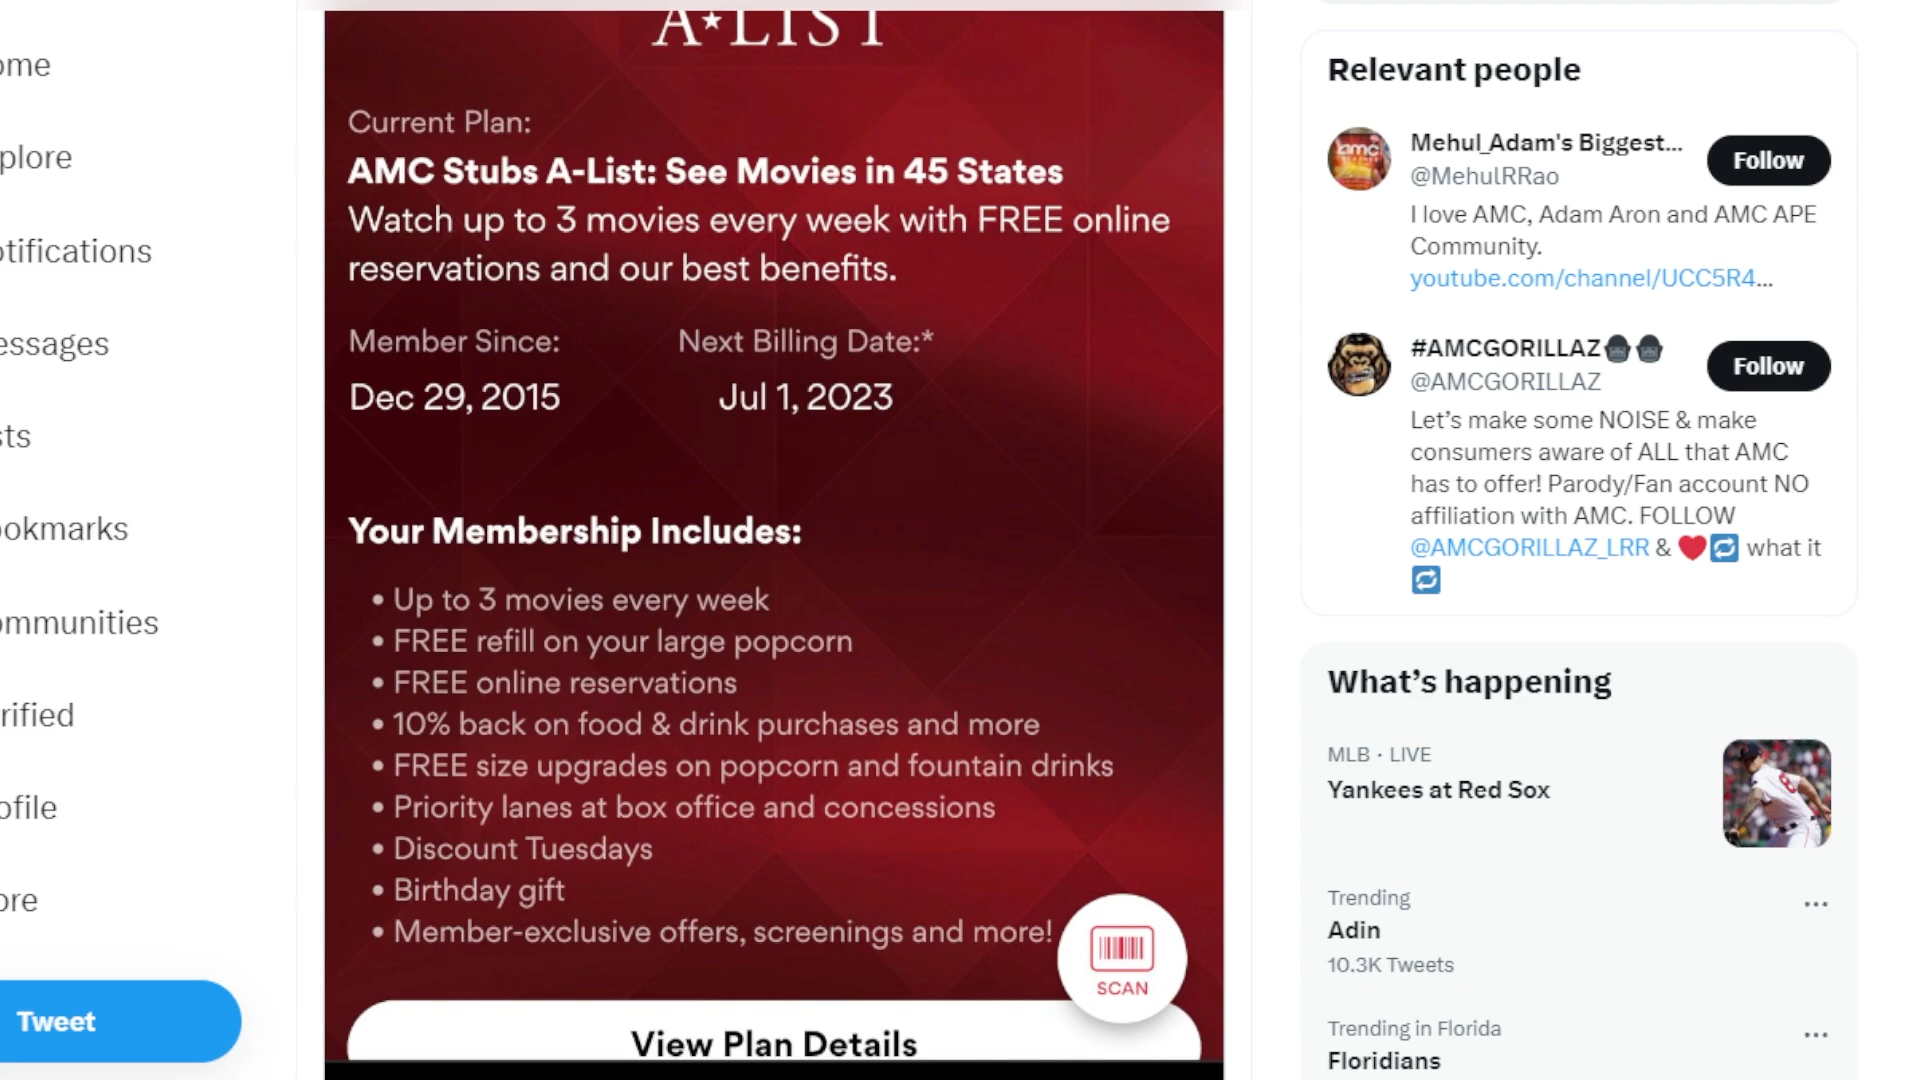 ome
plore
otifications
essages
sts
ookmarks
ommunities
rified
ofile
ore
Tweet
A★LIST
Current Plan:
AMC Stubs A-List: See Movies in 45 States
Watch up to 3 movies every week with FREE online
reservations and our best benefits.
Member Since: Next Billing Date:*
Dec 29, 2015 Jul 1, 2023
Your Membership Includes:
• Up to 3 movies every week
• FREE refill on your large popcorn
• FREE online reservations
• 10% back on food & drink purchases and more
• FREE size upgrades on popcorn and fountain drinks
• Priority lanes at box office and concessions
• Discount Tuesdays
• Birthday gift
• Member-exclusive offers, screenings and more!
SCAN
View Plan Details
Relevant people
Mehul_Adam's Biggest...
Follow
@MehulRRao
I love AMC, Adam Aron and AMC APE
Community.
youtube.com/channel/UCC5R4...
#AMCGORILLAZ
Follow
@AMCGORILLAZ
Let’s make some NOISE & make
consumers aware of ALL that AMC
has to offer! Parody/Fan account NO
affiliation with AMC. FOLLOW
@AMCGORILLAZ_LRR & ❤️🔁 what it
🔁
What’s happening
MLB · LIVE
Yankees at Red Sox
Trending
Adin
10.3K Tweets
Trending in Florida
Floridians